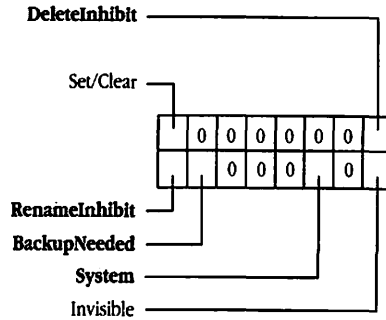 DeleteInhibit
Set/Clear
0 0 0 0 0 0
0 0 0 0
RenameInhibit
BackupNeeded
System
Invisible